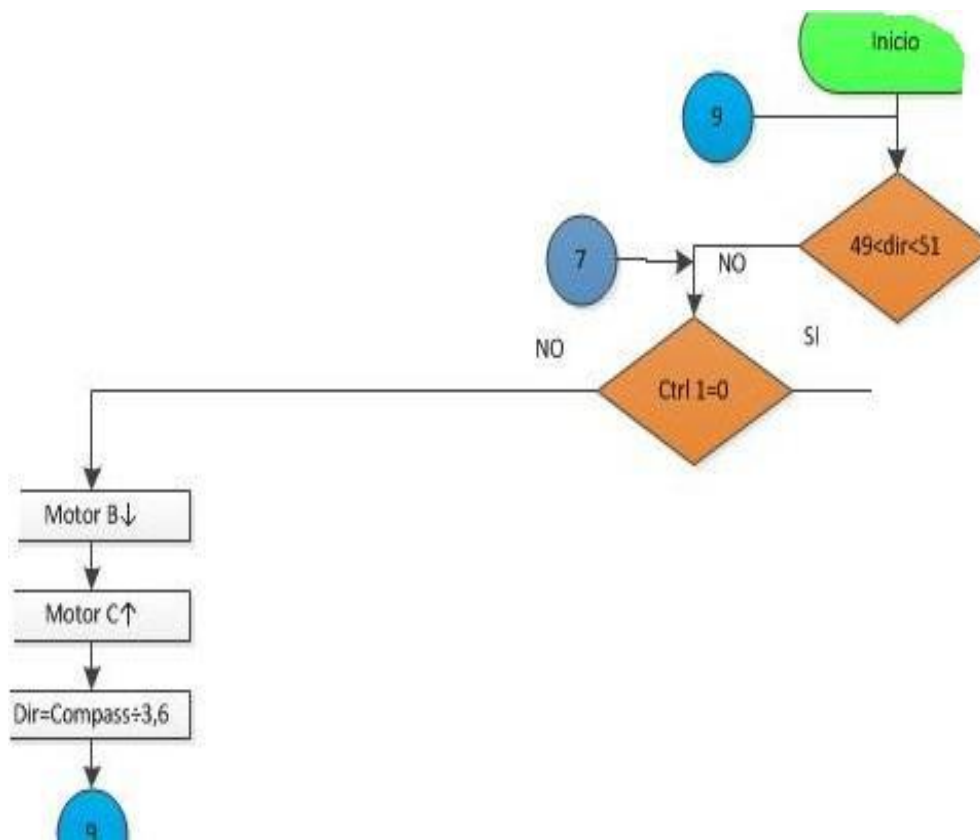 Inicio
9
49<dir<51
7
NO
SI
NO
Ctrl 1=0
Motor B↓
Motor C↑
Dir=Compass÷3,6
9